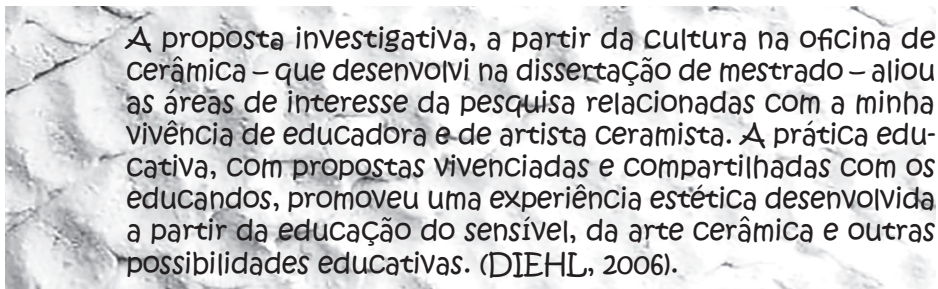 A proposta investigativa, a partir da cultura na oficina de
cerâmica – que desenvolvi na dissertação de mestrado – aliou
as áreas de interesse da pesquisa relacionadas com a minha
vivência de educadora e de artista ceramista. A prática edu-
cativa, com propostas vivenciadas e compartilhadas com os
educandos, promoveu uma experiência estética desenvolvida
a partir da educação do sensível, da arte cerâmica e outras
possibilidades educativas. (DIEHL, 2006).